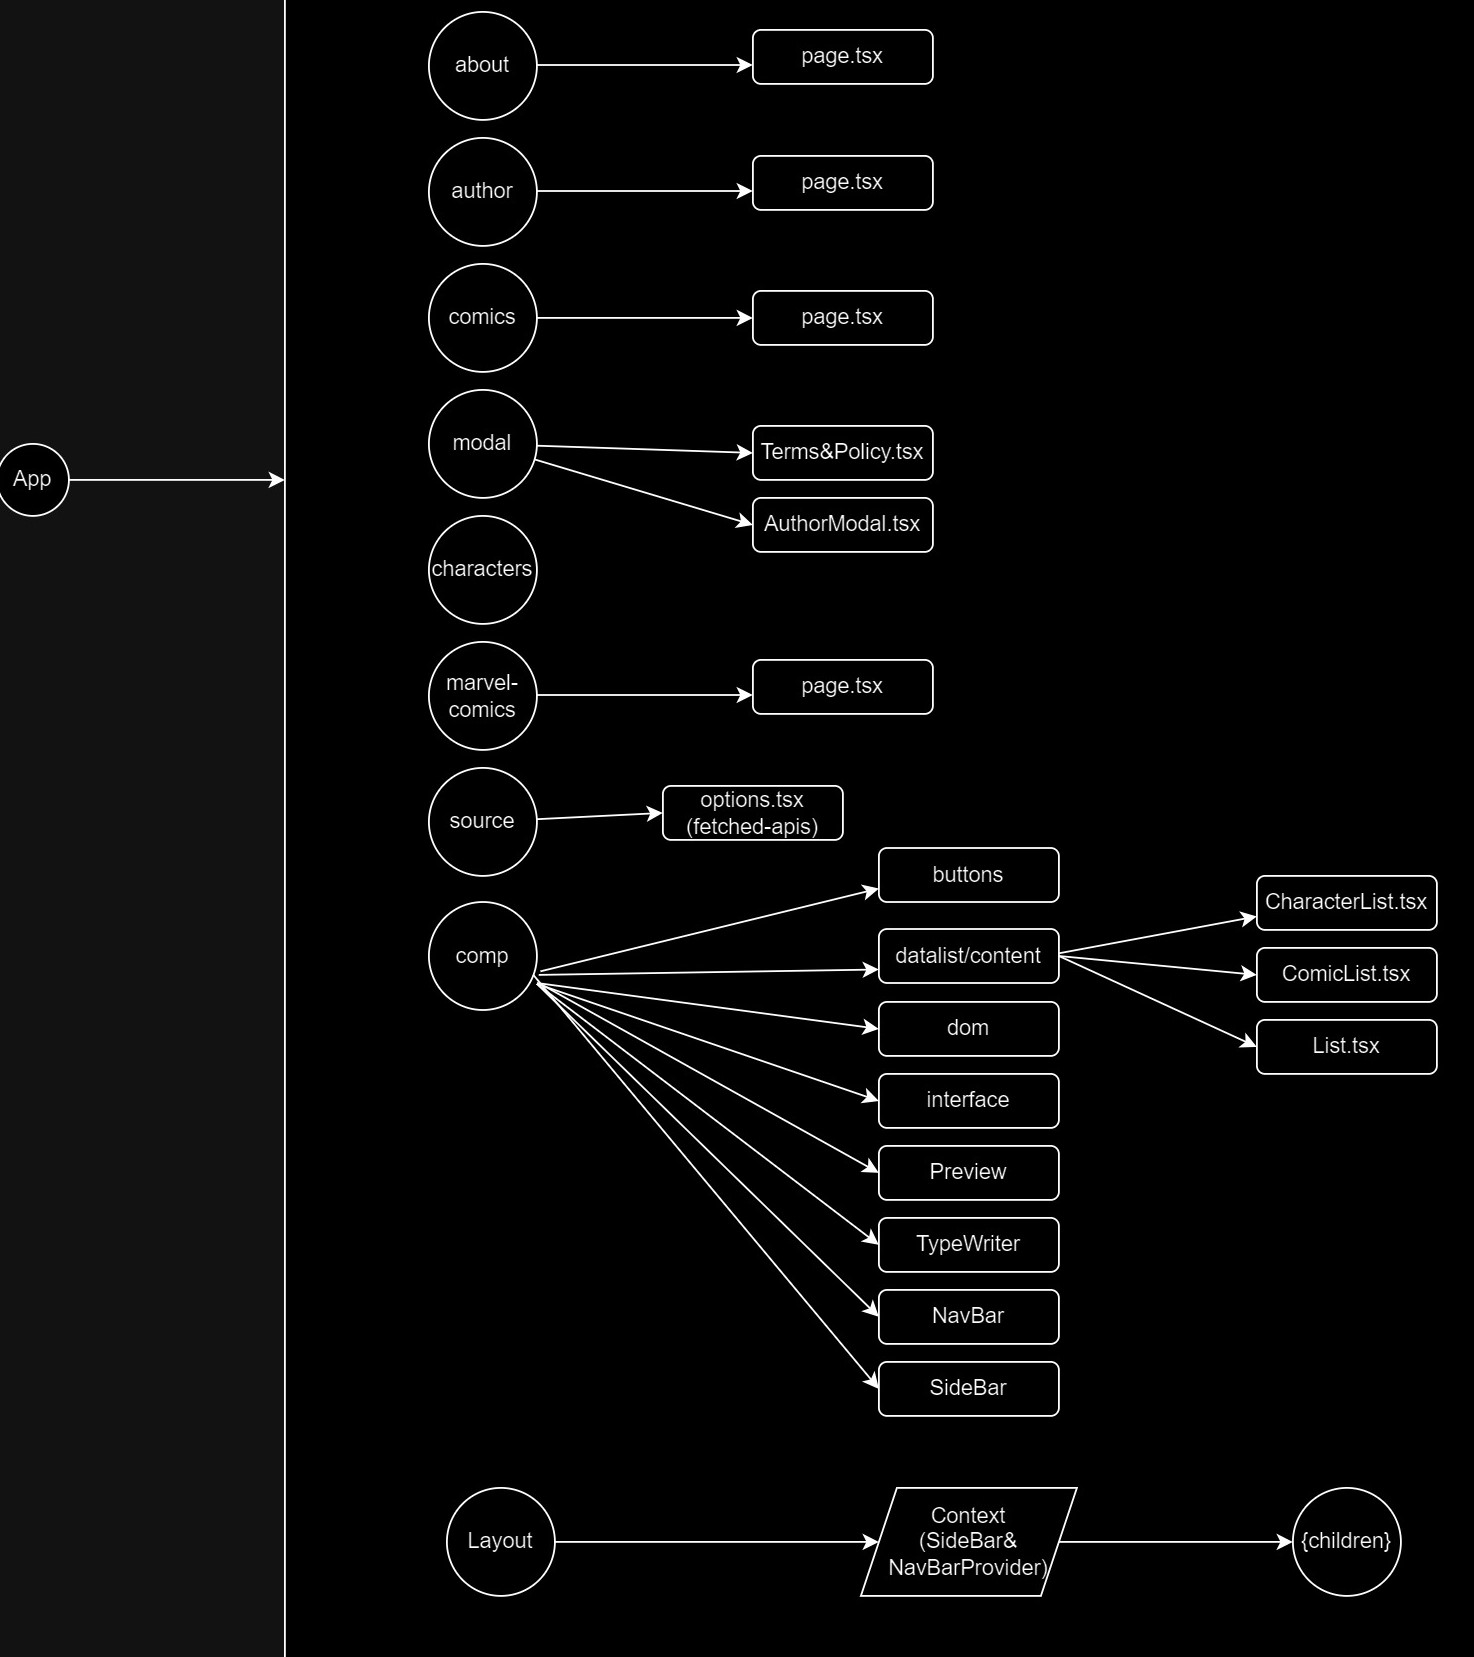 about
page.tsx
author
page.tsx
comics
page.tsx
modal
Terms&Policy.tsx
App
AuthorModal.tsx
characters
marvel-
comics
page.tsx
source
options.tsx
(fetched-apis)
comp
buttons
datalist/content
CharacterList.tsx
ComicList.tsx
List.tsx
dom
interface
Preview
TypeWriter
NavBar
SideBar
Layout
Context
(SideBar&
NavBarProvider)
{children}